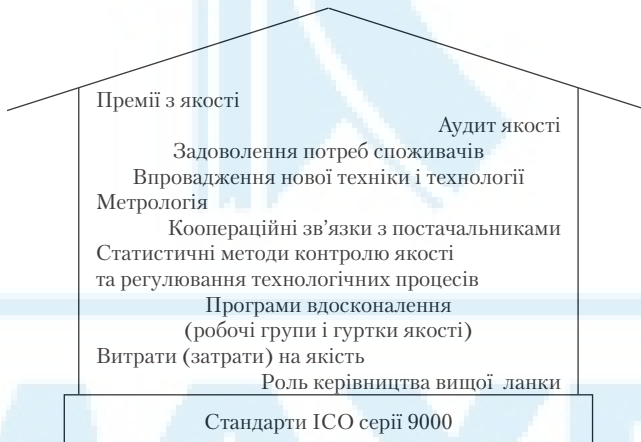 Премії з якості
Аудит якості
Задоволення потреб споживачів
Впровадження нової техніки і технології
Метрологія
Коопераційні зв’язки з постачальниками
Статистичні методи контролю якості
та регулювання технологічних процесів
Програми вдосконалення
(робочі групи і гуртки якості)
Витрати (затрати) на якість
Роль керівництва вищої ланки
Стандарти ІСО серії 9000